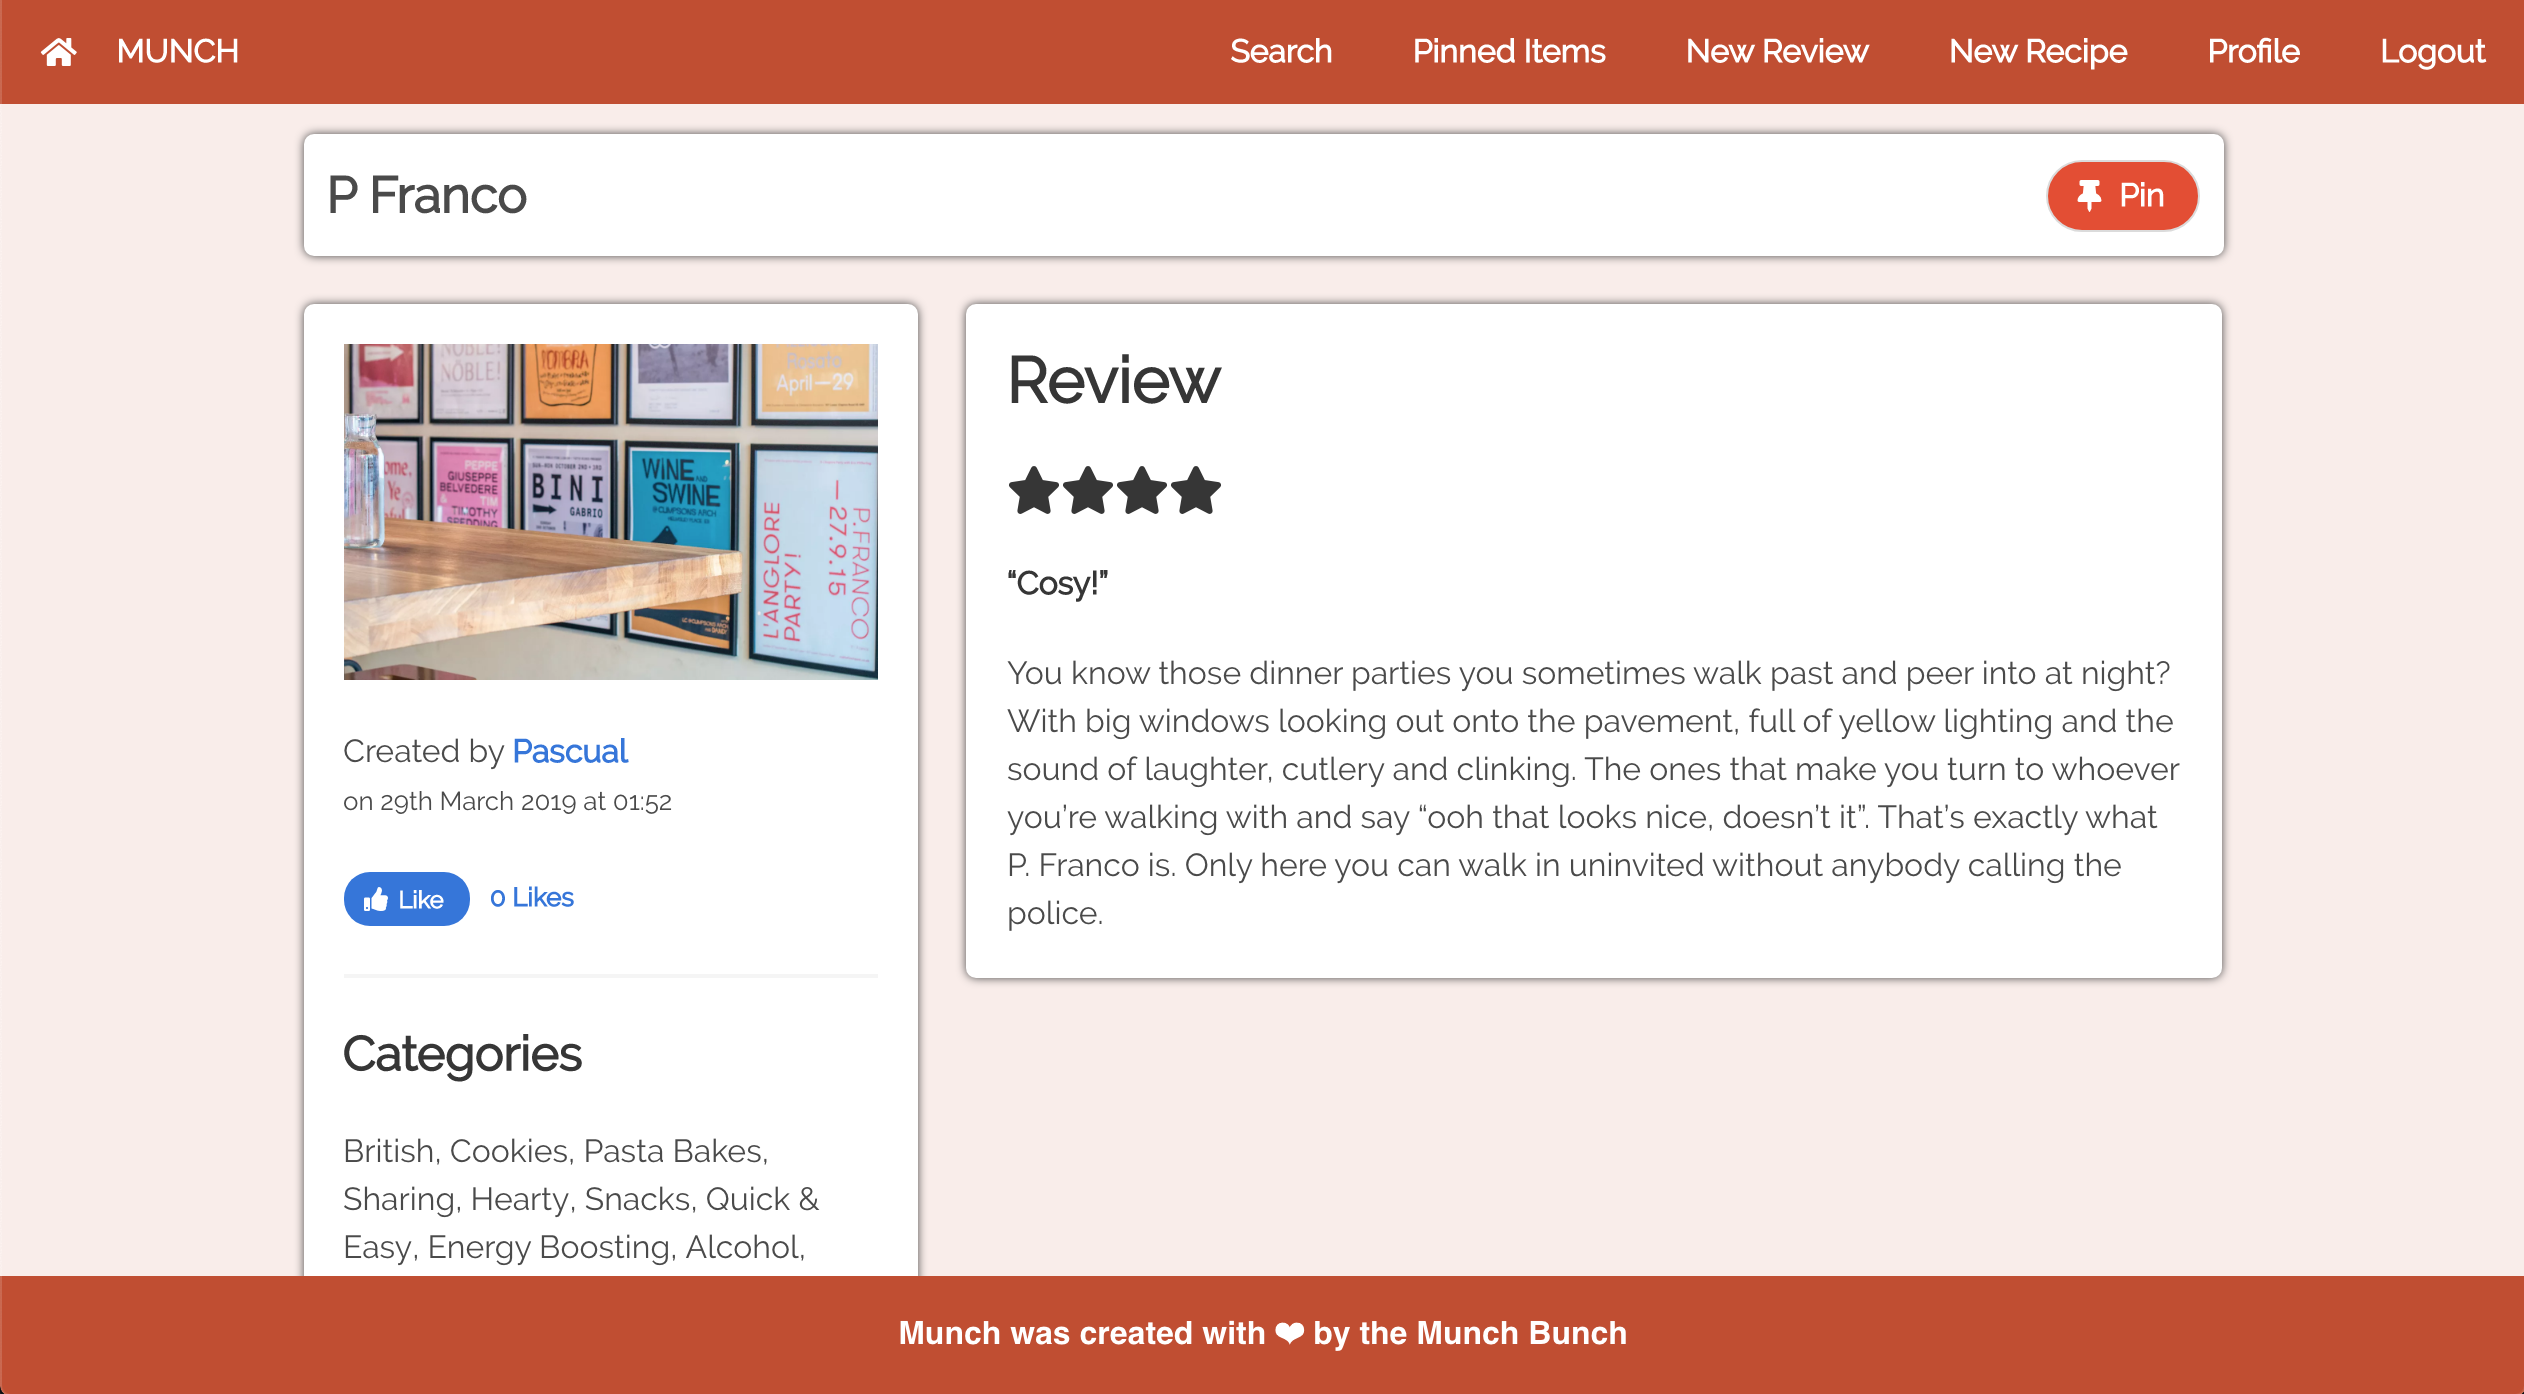 MUNCH
Search
Pinned Items
New Review
New Recipe
Profile
Logout
P Franco
Pin
NOBLE!
NÖBLE!
Rosato
April—29
PEPPE
GIUSEPPE
BELVEDERE
TIMOTHY
SPEDDING
BINI
GABRIO
WINE AND
SWINE
L'ANGLORE
PARTY!
—27.9.15
P.FRANCO
Created by Pascual
on 29th March 2019 at 01:52
Like
0 Likes
Categories
British, Cookies, Pasta Bakes,
Sharing, Hearty, Snacks, Quick &
Easy, Energy Boosting, Alcohol,
Review
“Cosy!”
You know those dinner parties you sometimes walk past and peer into at night?
With big windows looking out onto the pavement, full of yellow lighting and the
sound of laughter, cutlery and clinking. The ones that make you turn to whoever
you’re walking with and say “ooh that looks nice, doesn’t it”. That’s exactly what
P. Franco is. Only here you can walk in uninvited without anybody calling the
police.
Munch was created with ❤ by the Munch Bunch